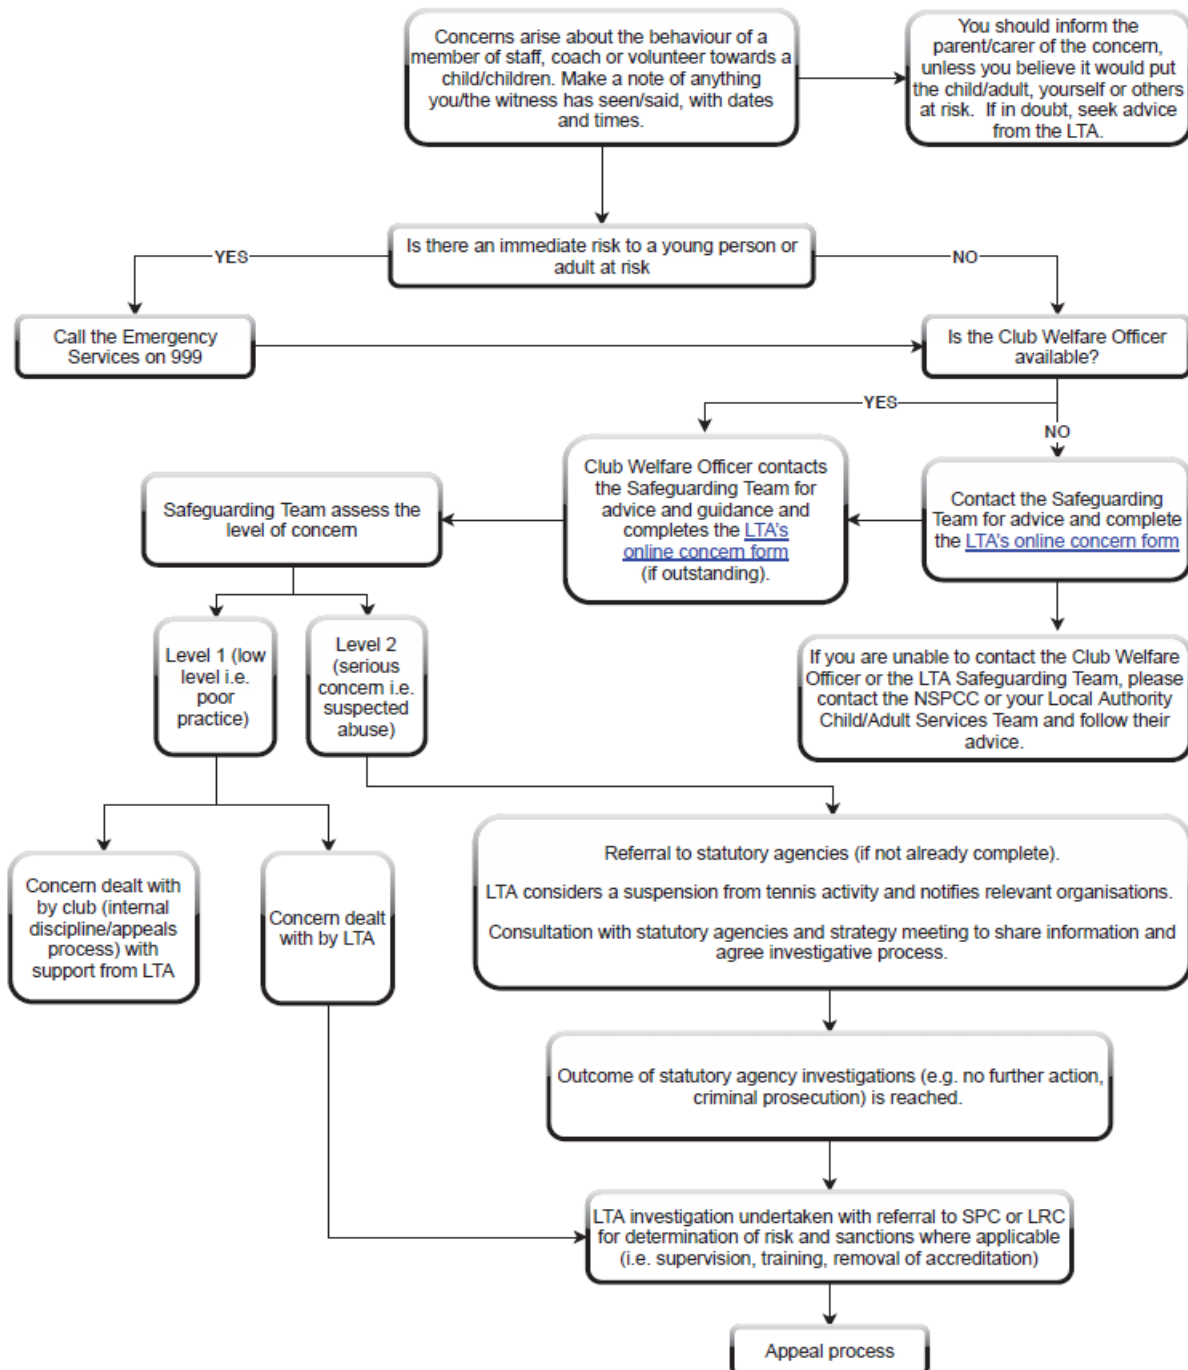 Concerns arise about the behaviour of a
member of staff, coach or volunteer towards a
child/children. Make a note of anything
you/the witness has seen/said, with dates
and times.
You should inform the
parent/carer of the concern,
unless you believe it would put
the child/adult, yourself or others
at risk.  If in doubt, seek advice
from the LTA.
Is there an immediate risk to a young person or
adult at risk
YES
NO
Call the Emergency
Services on 999
Is the Club Welfare Officer
available?
YES
NO
Club Welfare Officer contacts
the Safeguarding Team for
advice and guidance and
completes the LTA's
online concern form
(if outstanding).
Contact the Safeguarding
Team for advice and complete
the LTA's online concern form
Safeguarding Team assess the
level of concern
Level 1 (low
level i.e.
poor
practice)
Level 2
(serious
concern i.e.
suspected
abuse)
If you are unable to contact the Club Welfare
Officer or the LTA Safeguarding Team, please
contact the NSPCC or your Local Authority
Child/Adult Services Team and follow their
advice.
Concern dealt with
by club (internal
discipline/appeals
process) with
support from LTA
Concern dealt
with by LTA
Referral to statutory agencies (if not already complete).
LTA considers a suspension from tennis activity and notifies relevant organisations.
Consultation with statutory agencies and strategy meeting to share information and
agree investigative process.
Outcome of statutory agency investigations (e.g. no further action,
criminal prosecution) is reached.
LTA investigation undertaken with referral to SPC or LRC
for determination of risk and sanctions where applicable
(i.e. supervision, training, removal of accreditation)
Appeal process